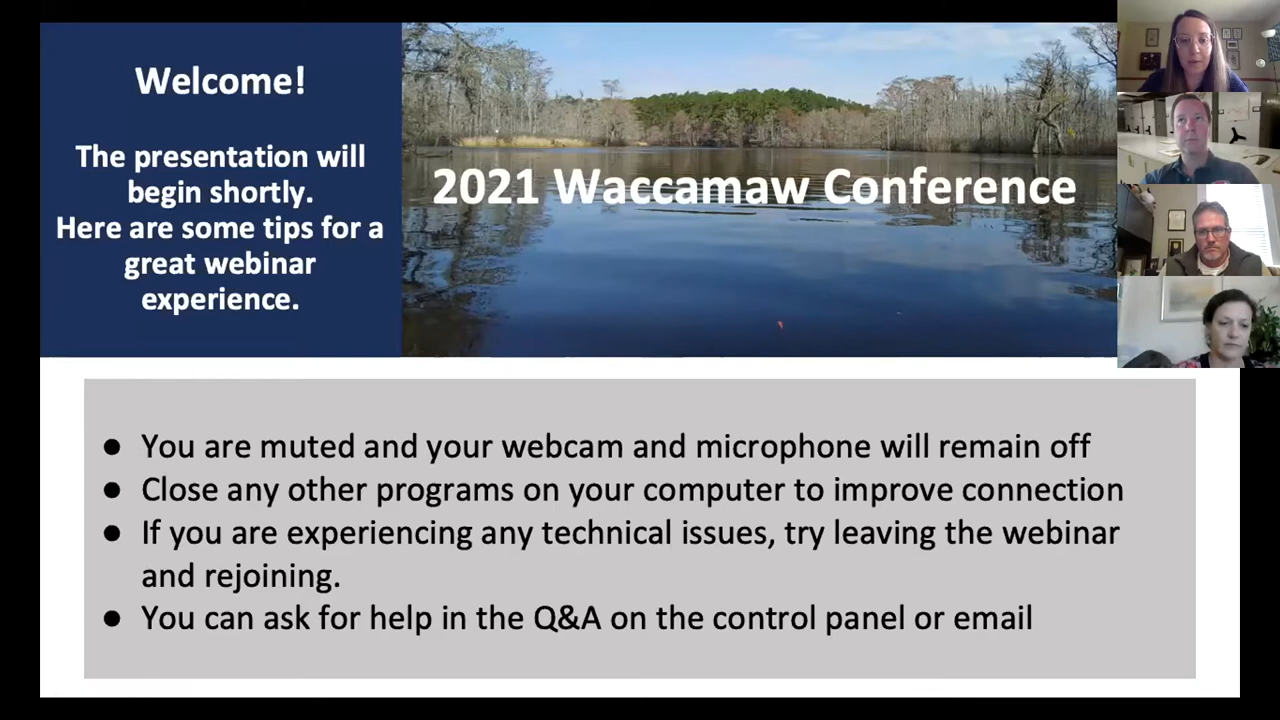 Welcome!
The presentation will
begin shortly.
Here are some tips for a
great webinar
experience.
2021 Waccamaw Conference
● You are muted and your webcam and microphone will remain off
● Close any other programs on your computer to improve connection
● If you are experiencing any technical issues, try leaving the webinar
and rejoining.
● You can ask for help in the Q&A on the control panel or email